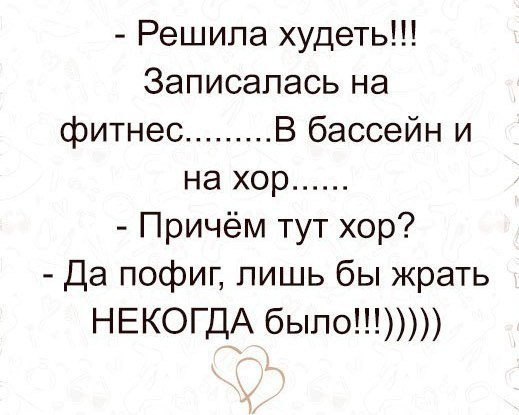 - Решила худеть!!!
Записалась на
фитнес.........В бассейн и
на хор......
- Причём тут хор?
- Да пофиг, лишь бы жрать
НЕКОГДА было!!!)))))